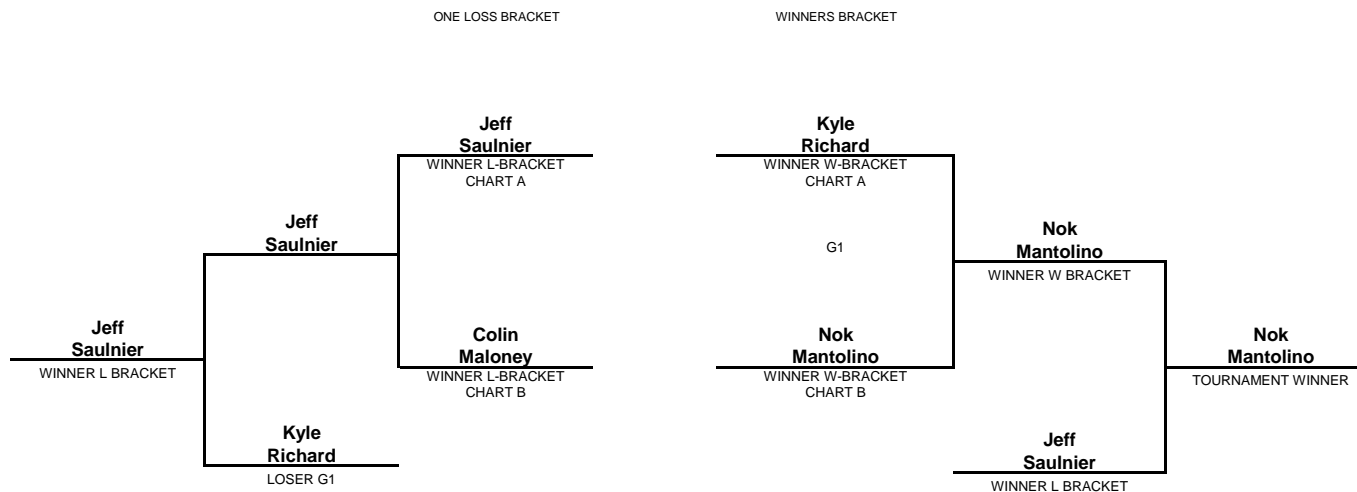 ONE LOSS BRACKET
WINNERS BRACKET
Jeff
Saulnier
WINNER L-BRACKET
CHART A
Kyle
Richard
WINNER W-BRACKET
CHART A
Jeff
Saulnier
G1
Nok
Mantolino
WINNER W BRACKET
Jeff
Saulnier
WINNER L BRACKET
Colin
Maloney
WINNER L-BRACKET
CHART B
Nok
Mantolino
WINNER W-BRACKET
CHART B
Nok
Mantolino
TOURNAMENT WINNER
Kyle
Richard
LOSER G1
Jeff
Saulnier
WINNER L BRACKET